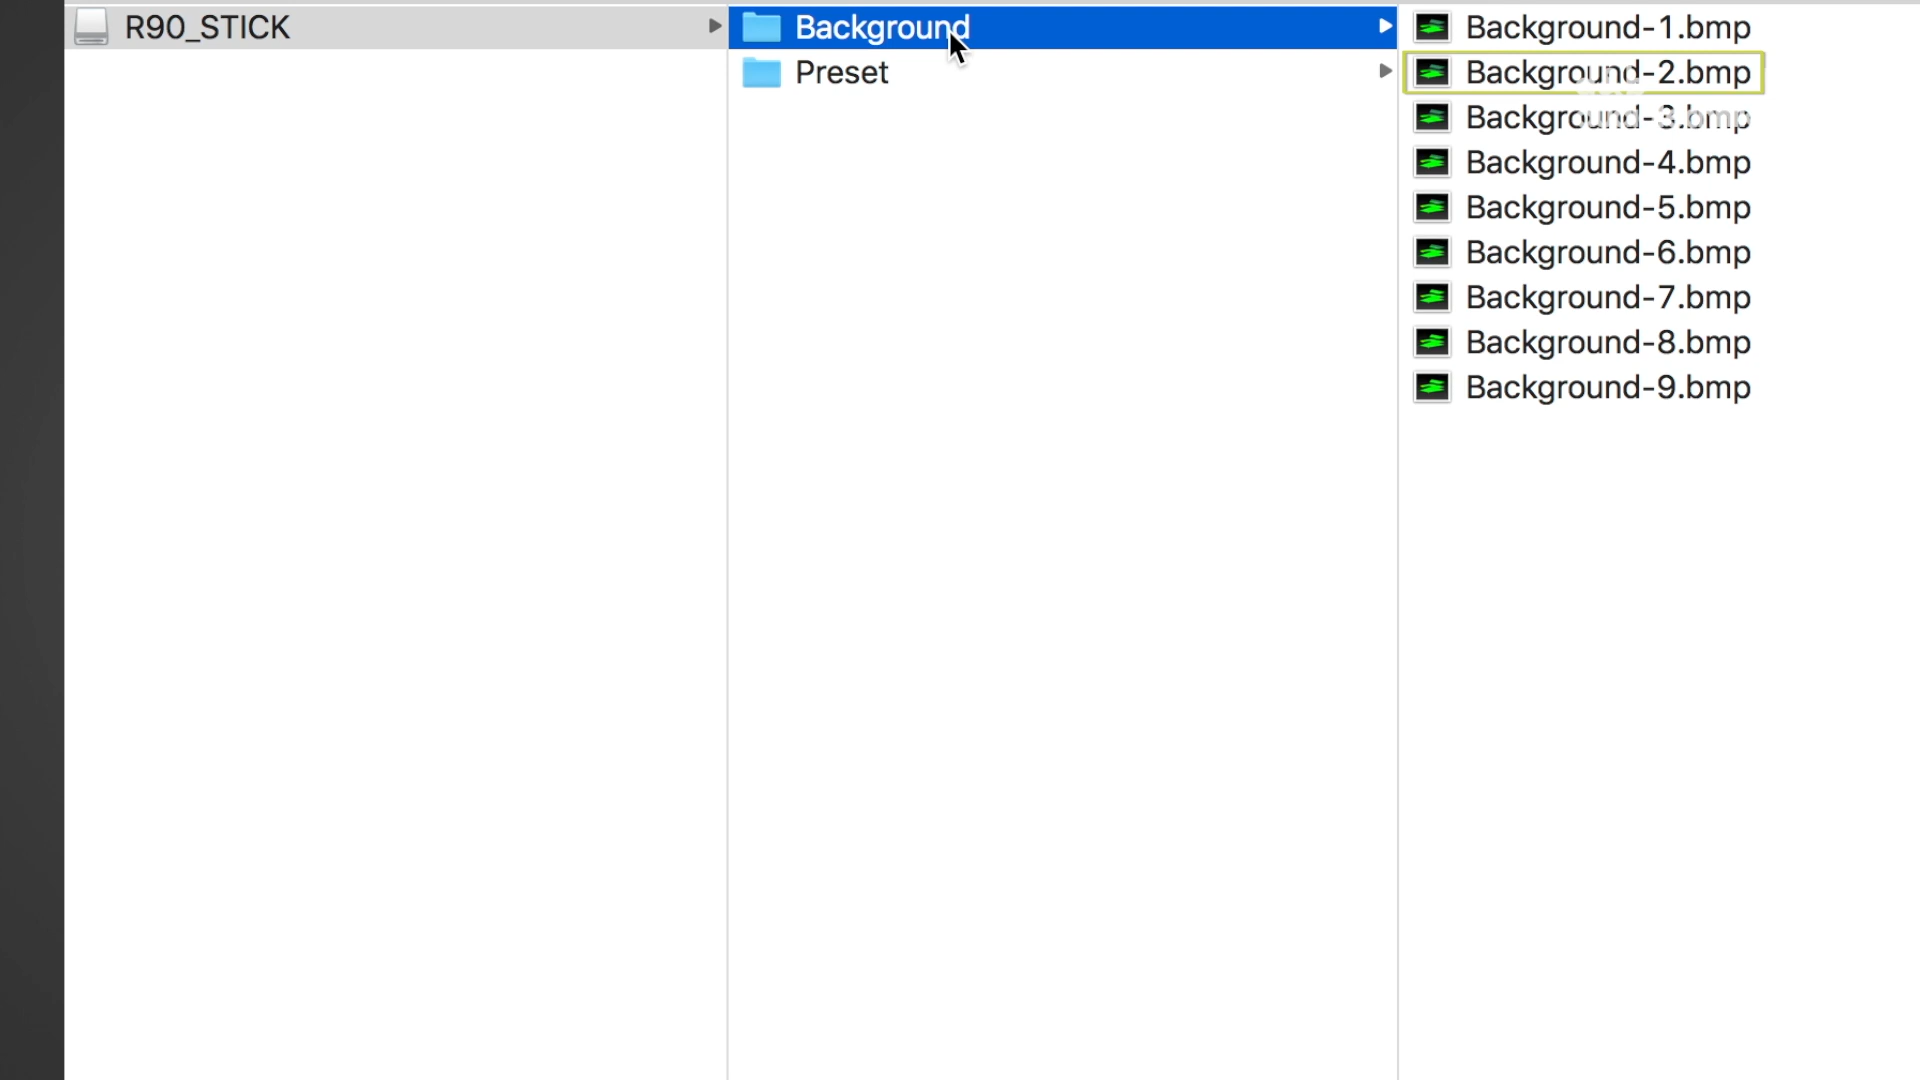 R90_STICK
Background
Preset
Background-1.bmp
Background-2.bmp
Background-3.bmp
Background-4.bmp
Background-5.bmp
Background-6.bmp
Background-7.bmp
Background-8.bmp
Background-9.bmp